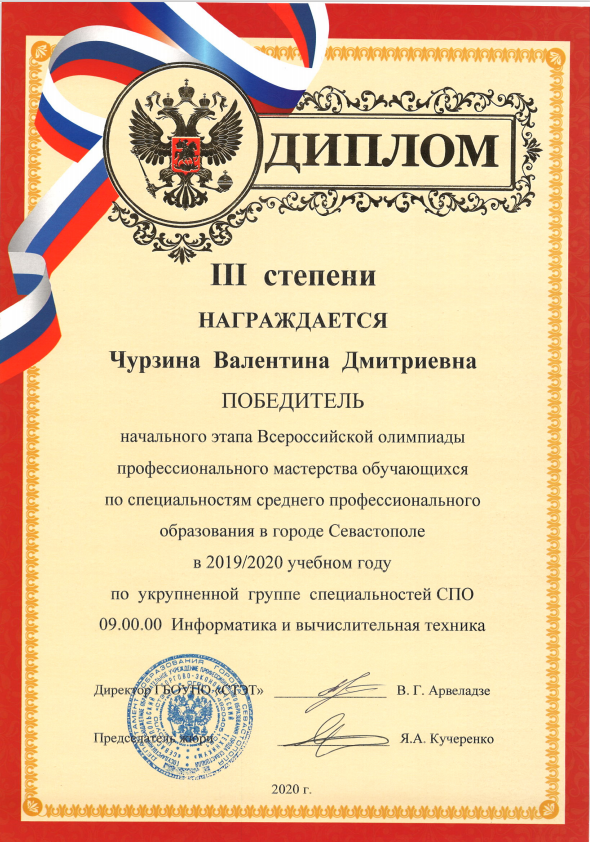 ДИПЛОМ
III степени
НАГРАЖДАЕТСЯ
Чурзина Валентина Дмитриевна
ПОБЕДИТЕЛЬ
начального этапа Всероссийской олимпиады
профессионального мастерства обучающихся
по специальностям среднего профессионального
образования в городе Севастополе
в 2019/2020 учебном году
по укрупненной группе специальностей СПО
09.00.00 Информатика и вычислительная техника
Директор ГБОУПО «СТЭТ» В. Г. Арвеладзе
Председатель жюри Я.А. Кучеренко
2020 г.